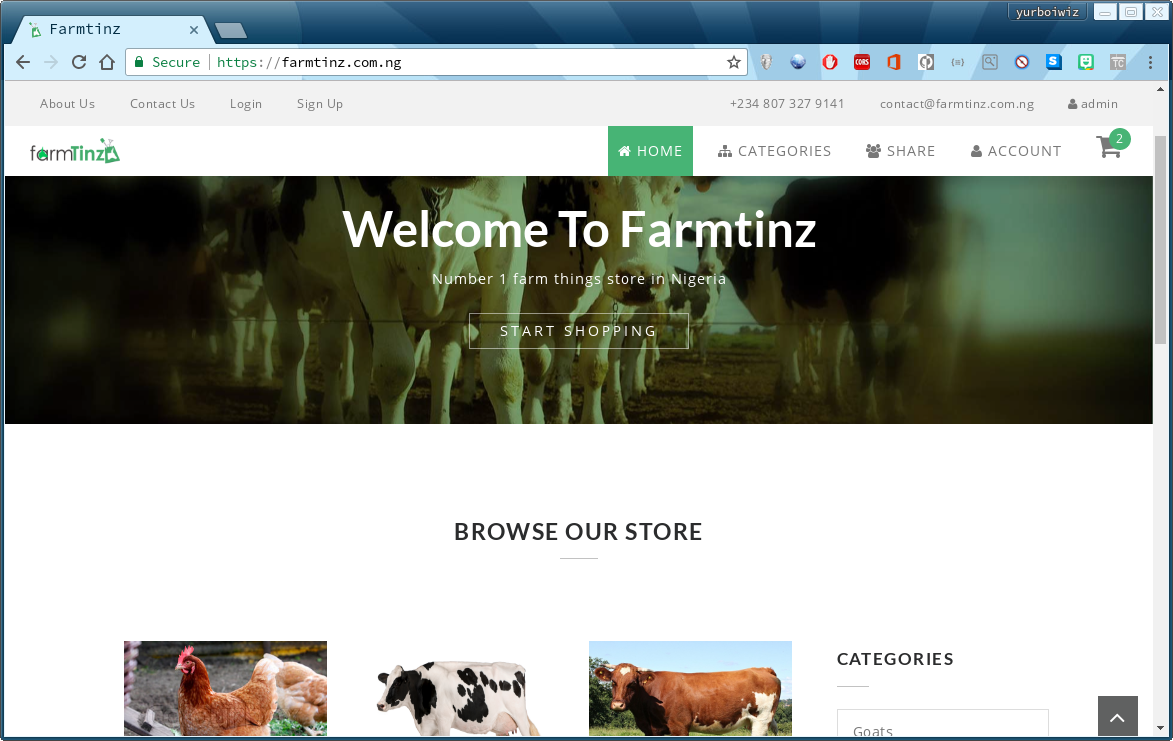 yurboiwiz
Farmtinz
Secure https://farmtinz.com.ng
CORS
S
TC
About Us Contact Us Login Sign Up +234 807 327 9141 contact@farmtinz.com.ng admin
farmTinz HOME CATEGORIES SHARE ACCOUNT 2
Welcome To Farmtinz
Number 1 farm things store in Nigeria
START SHOPPING
BROWSE OUR STORE
CATEGORIES
Goats